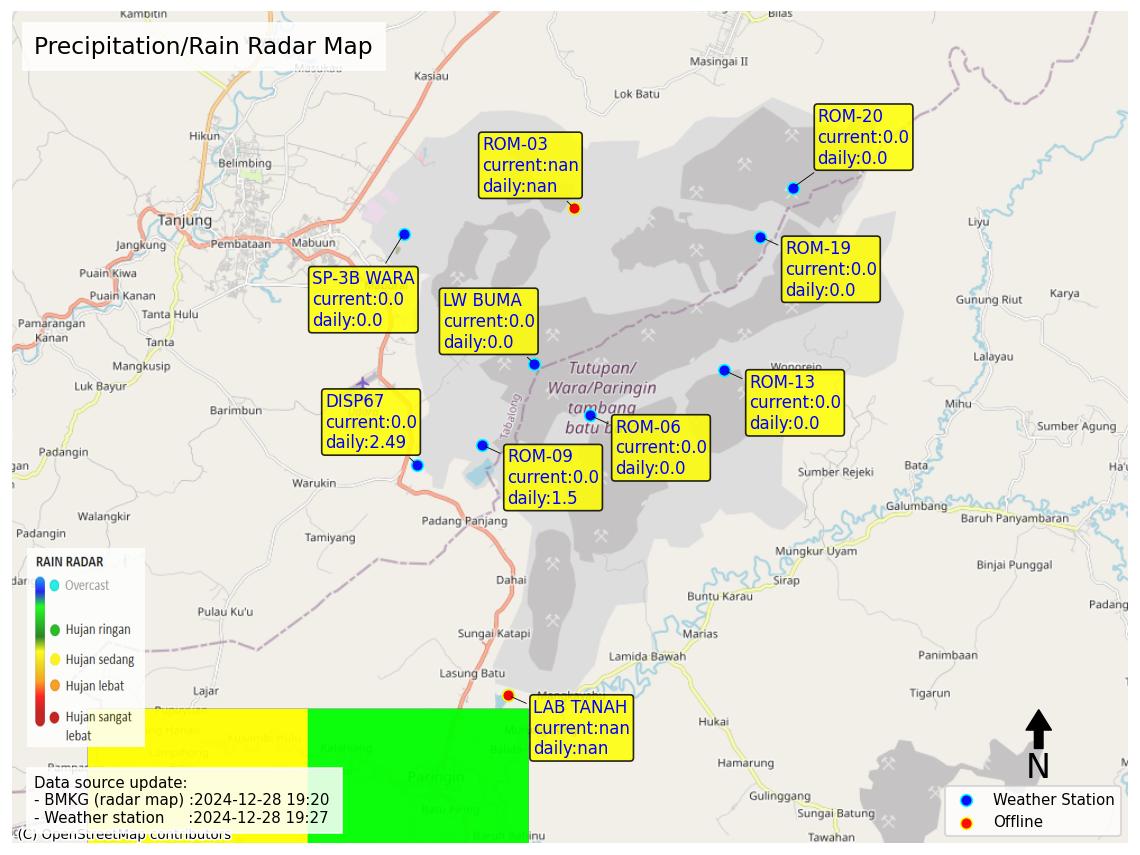 Kambitin
Bilas
Precipitation/Rain Radar Map
Masukau
Kasiau
Masingai II
Lok Batu
Hikun
Belimbing
ROM-03
current:nan
daily:nan
ROM-20
current:0.0
daily:0.0
Tanjung
Jangkung
Pembataan
Mabuun
Liyu
ROM-19
current:0.0
daily:0.0
Puain Kiwa
Puain Kanan
SP-3B WARA
current:0.0
daily:0.0
LW BUMA
current:0.0
daily:0.0
Tanta Hulu
Gunung Riut
Karya
Pamarangan
Kanan
Tanta
Mangkusip
Luk Bayur
Lalayau
Tutupan/
Wara/Paringin
tambang
batu b
Wonorejo
ROM-13
current:0.0
daily:0.0
Barimbun
DISP67
current:0.0
daily:2.49
Tabalong
Mihu
ROM-06
current:0.0
daily:0.0
Sumber Agung
ROM-09
current:0.0
daily:1.5
gan
Padang
Warukin
Sumber Rejeki
Bata
Galumbang
Walangkir
Padang Panjang
Baruh Panyambaran
Padangin
Tamiyang
Mungkur Uyam
Binjai Punggal
dar
RAIN RADAR
Overcast
Hujan ringan
Hujan sedang
Hujan lebat
Hujan sangat
lebat
Dahai
Sirap
Buntu Karau
Padang
Pulau Ku'u
Sungai Katapi
Marias
Lamida Bawah
Panimbaan
Lasung Batu
Lajar
Tigarun
LAB TANAH
current:nan
daily:nan
Hukai
Hamarung
Paringin
Gulinggang
Sungai Batung
Tawahan
N
Data source update:
- BMKG (radar map) :2024-12-28 19:20
- Weather station :2024-12-28 19:27
(C) OpenStreetMap contributors
Weather Station
Offline